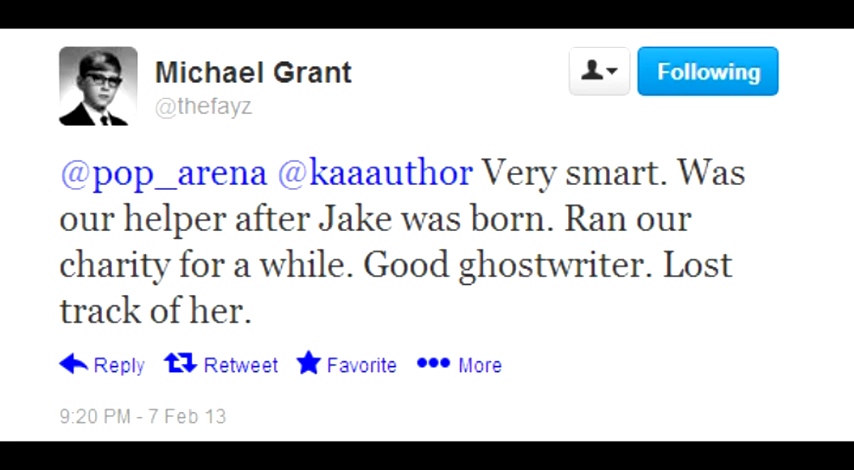 Michael Grant
Following
@thefayz
@pop_arena @kaaauthor Very smart. Was
our helper after Jake was born. Ran our
charity for a while. Good ghostwriter. Lost
track of her.
Reply Retweet Favorite More
9:20 PM - 7 Feb 13